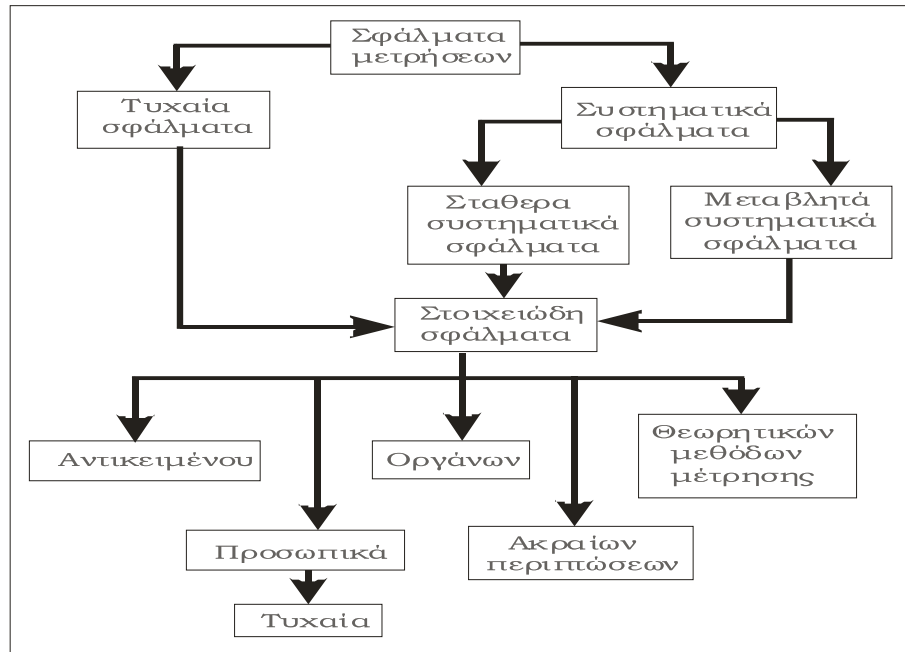 Σφάλματα
μετρήσεων
Τυχαία
σφάλματα
Συστηματικά
σφάλματα
Σταθερα
συστηματικά
σφάλματα
Μεταβλητά
συστηματικά
σφάλματα
Στοιχειώδη
σφάλματα
Αντικειμένου
Οργάνων
Θεωρητικών
μεθόδων
μέτρησης
Προσωπικά
Ακραίων
περιπτώσεων
Τυχαία